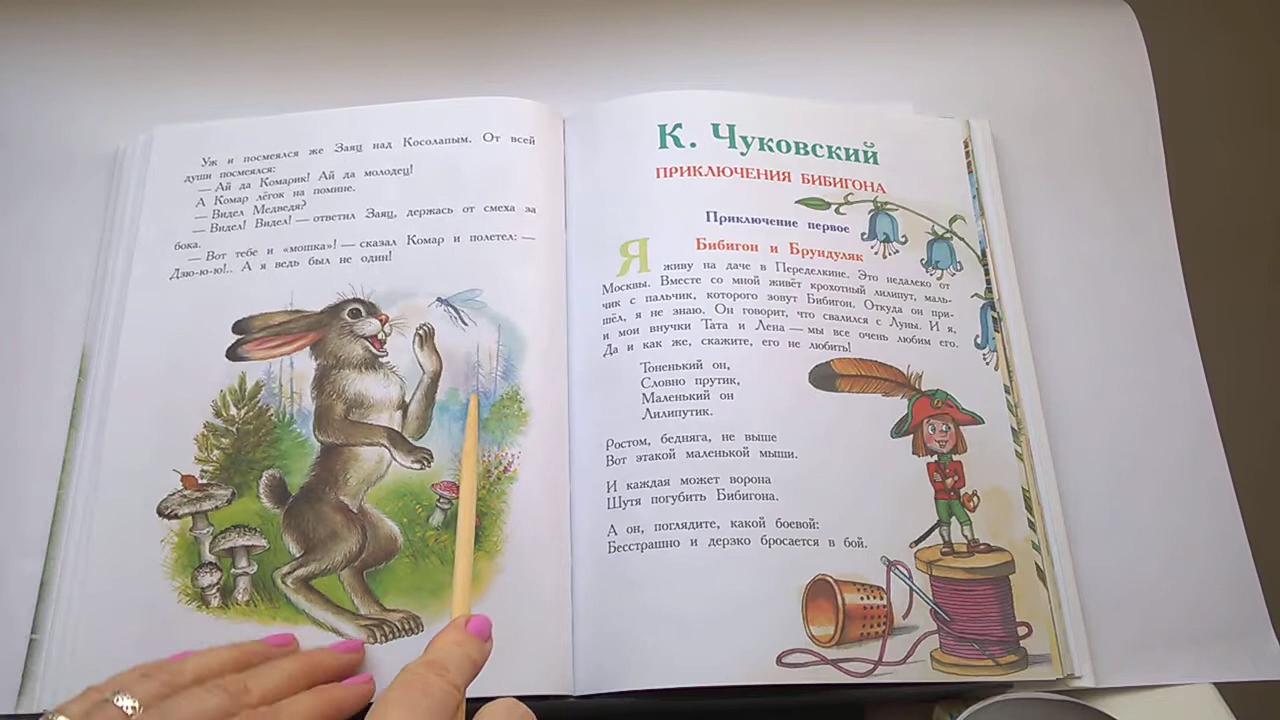 Уж и посмеялся же Заяц над Косолапым. От всей
души посмеялся:
— Ай да Комарик! Ай да молодец!
А Комар лёгок на помине.
— Видел Медведя?
— Видел! Видел! — ответил Заяц, держась от смеха за
бока.
— Вот тебе и «мошка»! — сказал Комар и полетел: —
Дзю-ю-ю!.. А я ведь был не один!
К. Чуковский
ПРИКЛЮЧЕНИЯ БИБИГОНА
Приключение первое
Бибигон и Брундуляк
Я живу на даче в Переделкине. Это недалеко от
Москвы. Вместо со мной живёт крохотный лилипут, маль-
чик с пальчик, которого зовут Бибигон. Откуда он при-
шёл, я не знаю. Он говорит, что свалился с Луны. И я,
и мои внучки Тата и Лена — мы все очень любим его.
Да и как же, скажите, его не любить!
Тоненький он,
Словно прутик,
Маленький он
Лилипутик.
Ростом, бедняга, не выше
Вот этакой маленькой мыши.
И каждая может ворона
Шутя погубить Бибигона.
А он, поглядите, какой боевой:
Бесстрашно и дерзко бросается в бой.